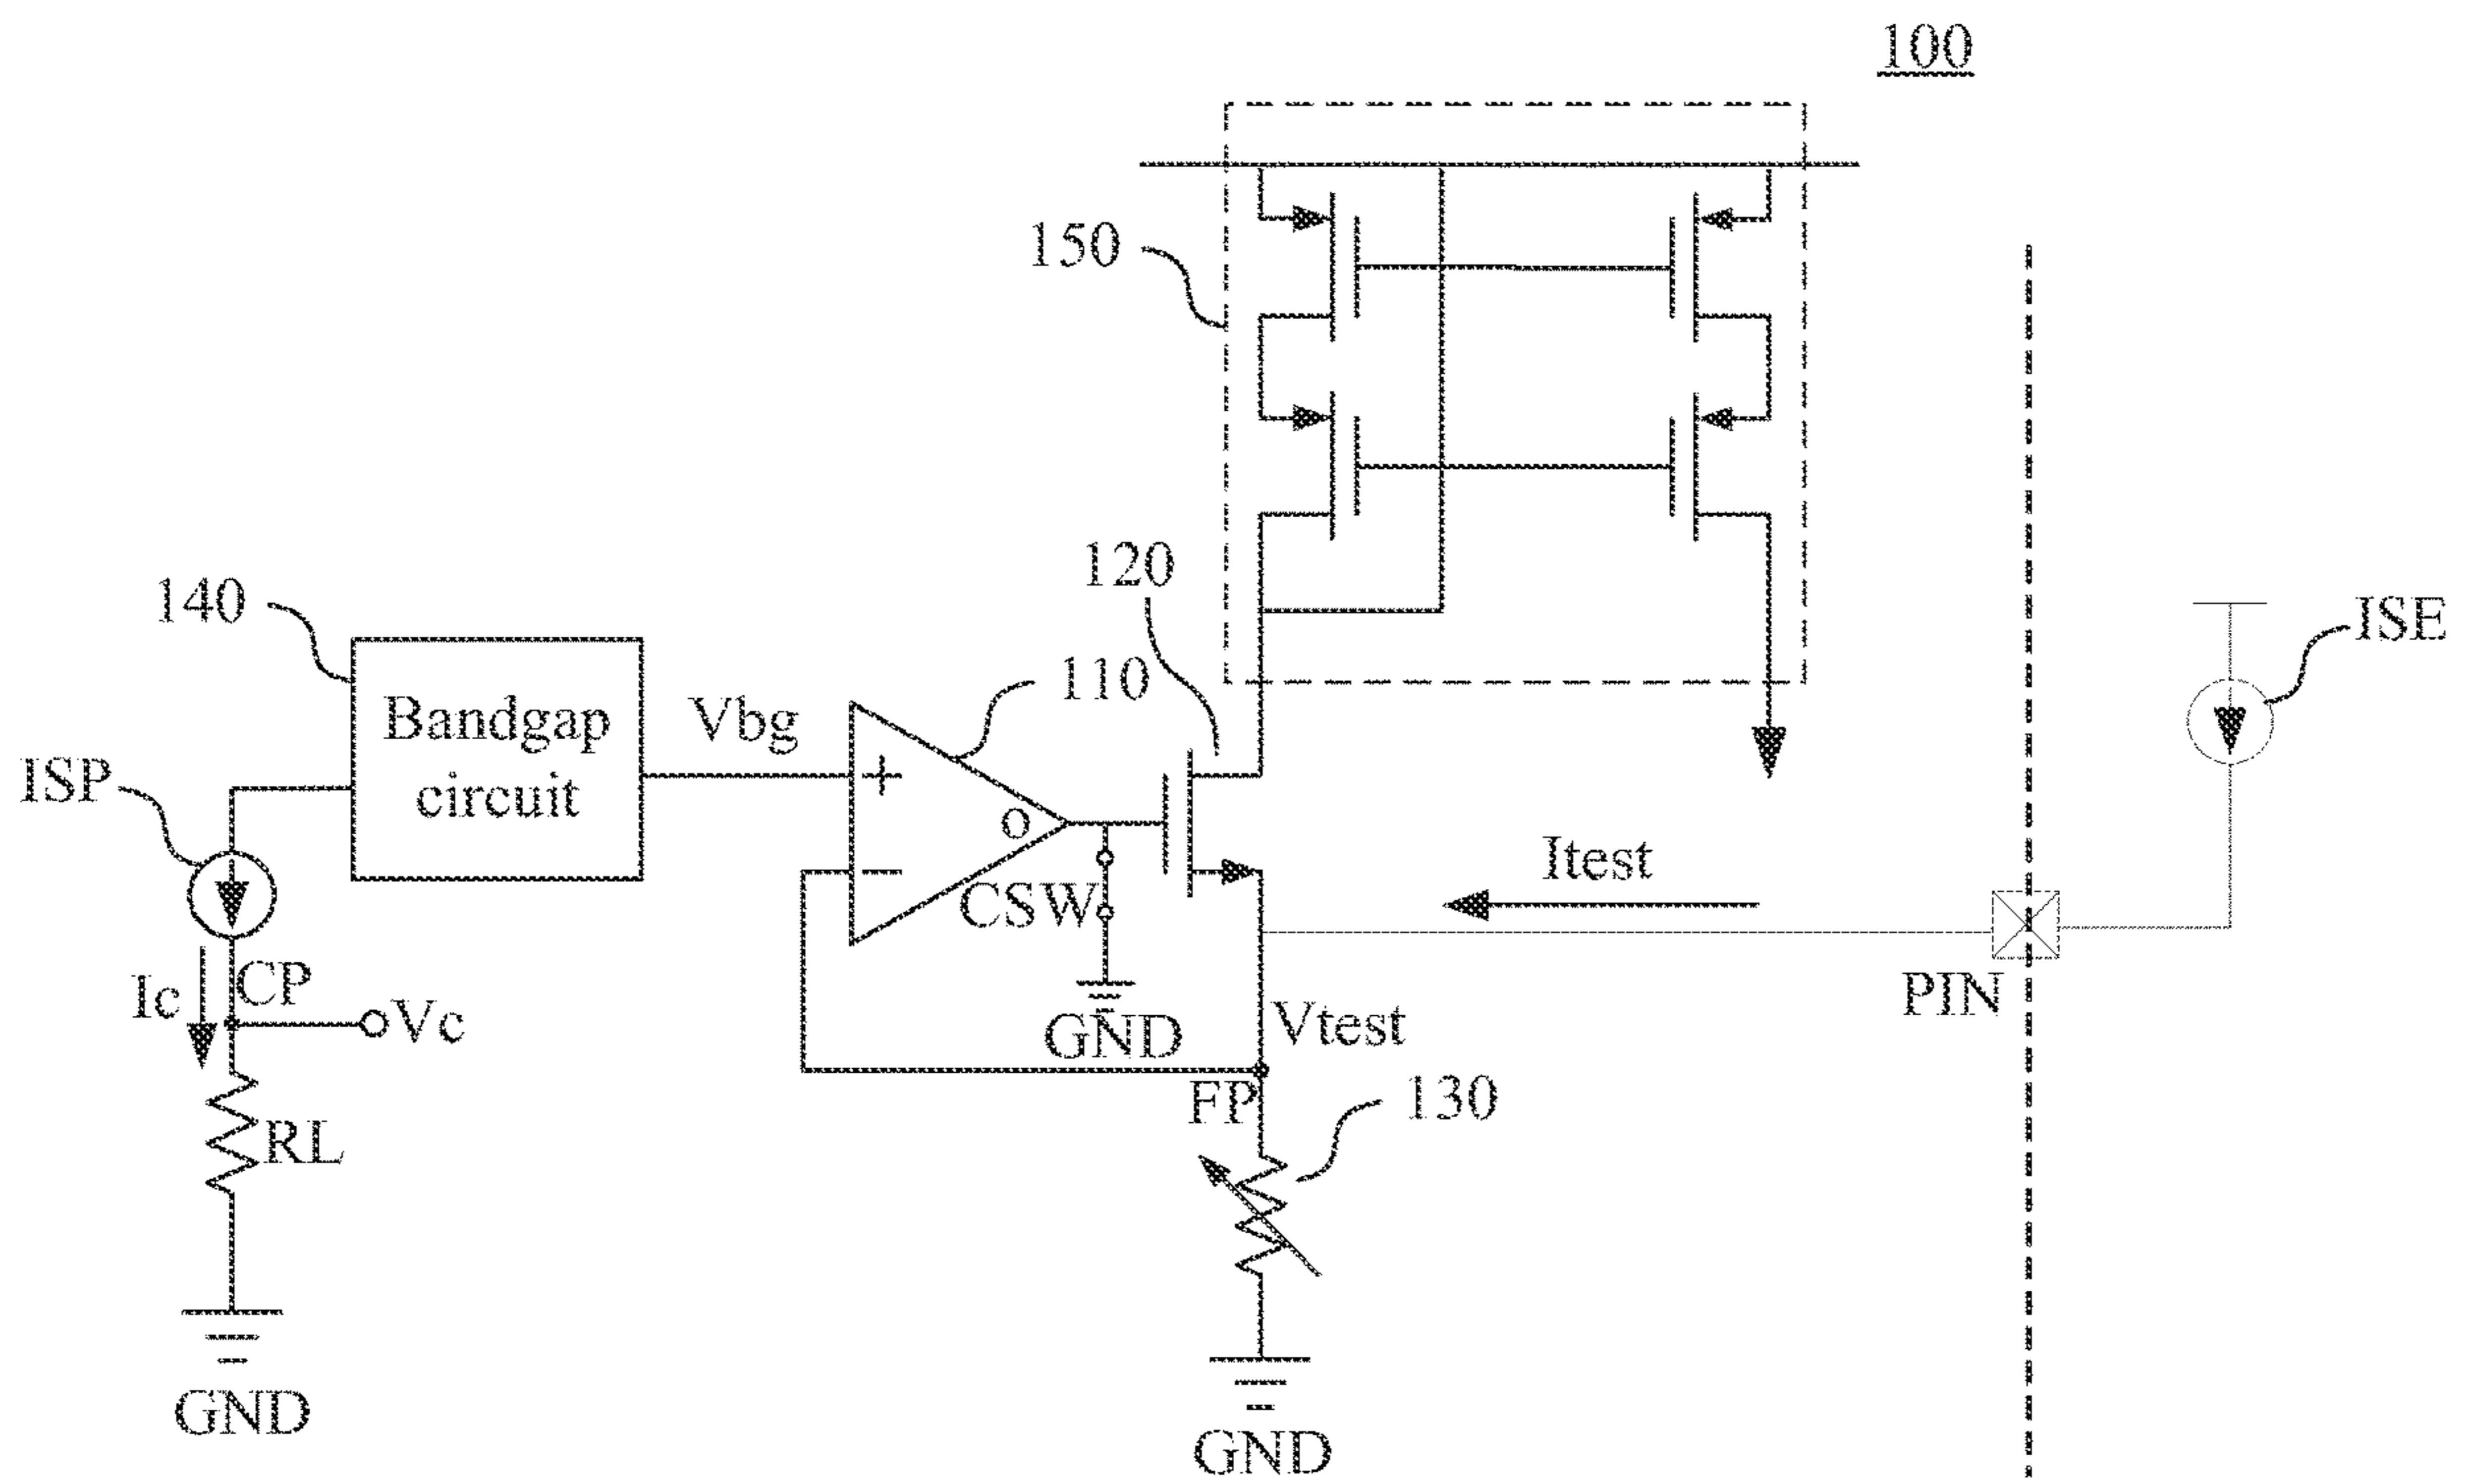 100
150
120
140
ISE
110
Bandgap
circuit
Vbg
ISP
+
O
−
Itest
CSW
Ic
CP
Vc
PIN
GND
Vtest
FP
130
RL
GND
GND